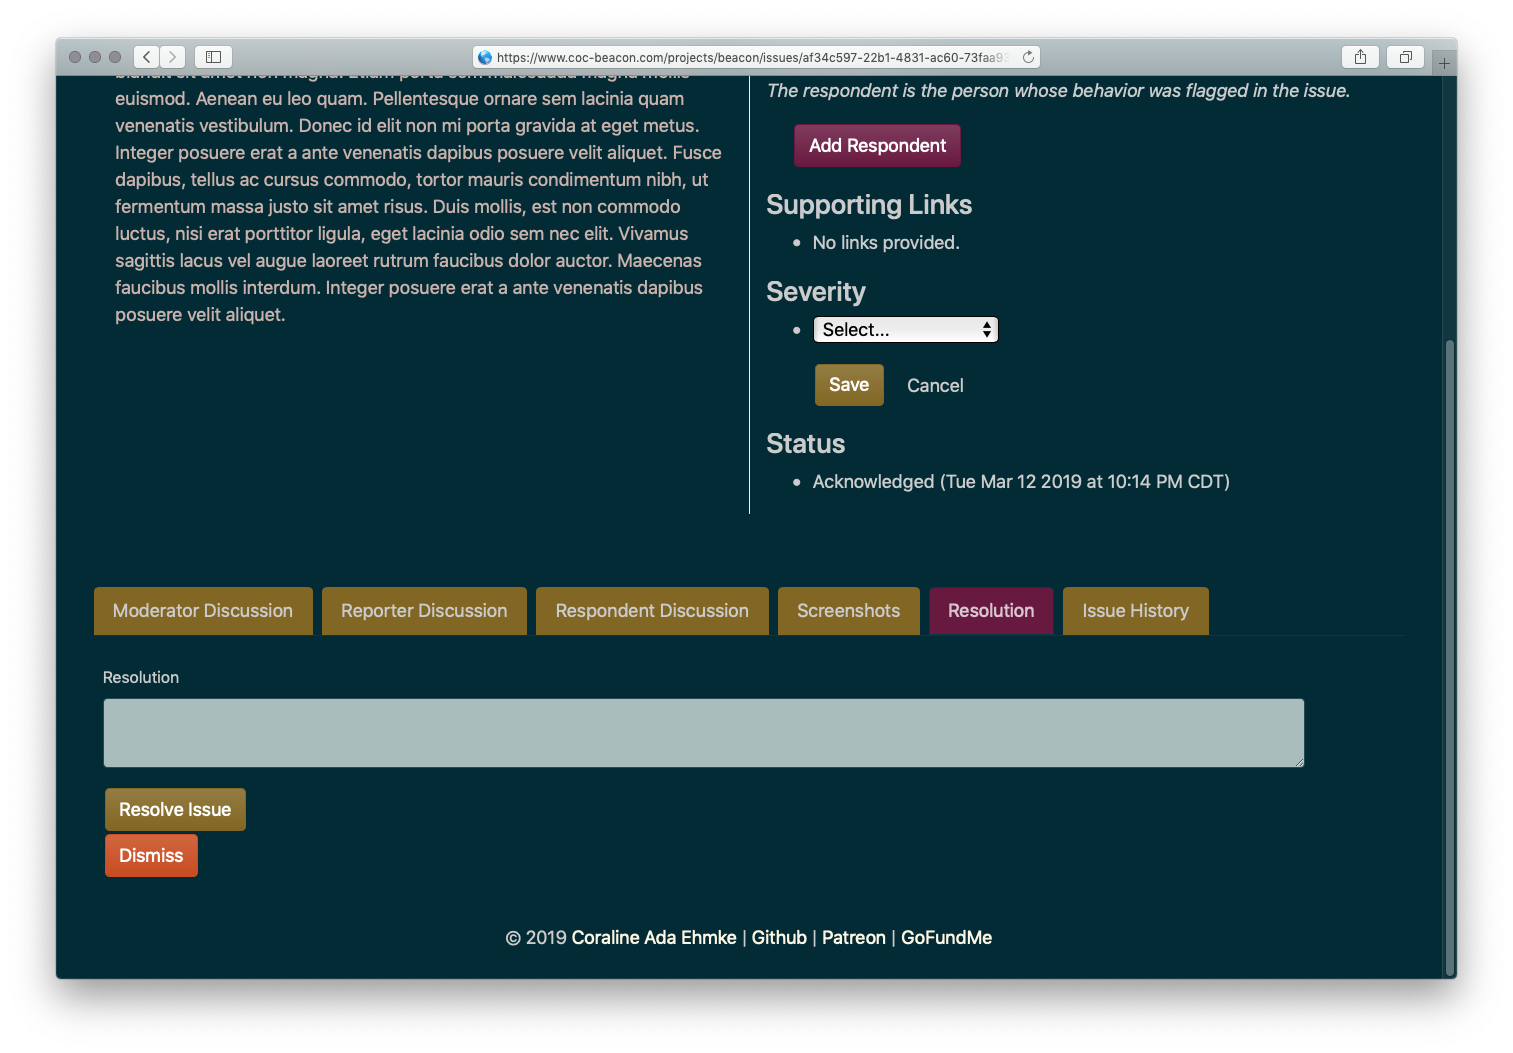 https://www.coc-beacon.com/projects/beacon/issues/af34c597-22b1-4831-ac60-73faa93
euismod. Aenean eu leo quam. Pellentesque ornare sem lacinia quam
venenatis vestibulum. Donec id elit non mi porta gravida at eget metus.
Integer posuere erat a ante venenatis dapibus posuere velit aliquet. Fusce
dapibus, tellus ac cursus commodo, tortor mauris condimentum nibh, ut
fermentum massa justo sit amet risus. Duis mollis, est non commodo
luctus, nisi erat porttitor ligula, eget lacinia odio sem nec elit. Vivamus
sagittis lacus vel augue laoreet rutrum faucibus dolor auctor. Maecenas
faucibus mollis interdum. Integer posuere erat a ante venenatis dapibus
posuere velit aliquet.
The respondent is the person whose behavior was flagged in the issue.
Add Respondent
Supporting Links
No links provided.
Severity
Select...
Save Cancel
Status
Acknowledged (Tue Mar 12 2019 at 10:14 PM CDT)
Moderator Discussion Reporter Discussion Respondent Discussion Screenshots Resolution Issue History
Resolution
Resolve Issue
Dismiss
© 2019 Coraline Ada Ehmke | Github | Patreon | GoFundMe